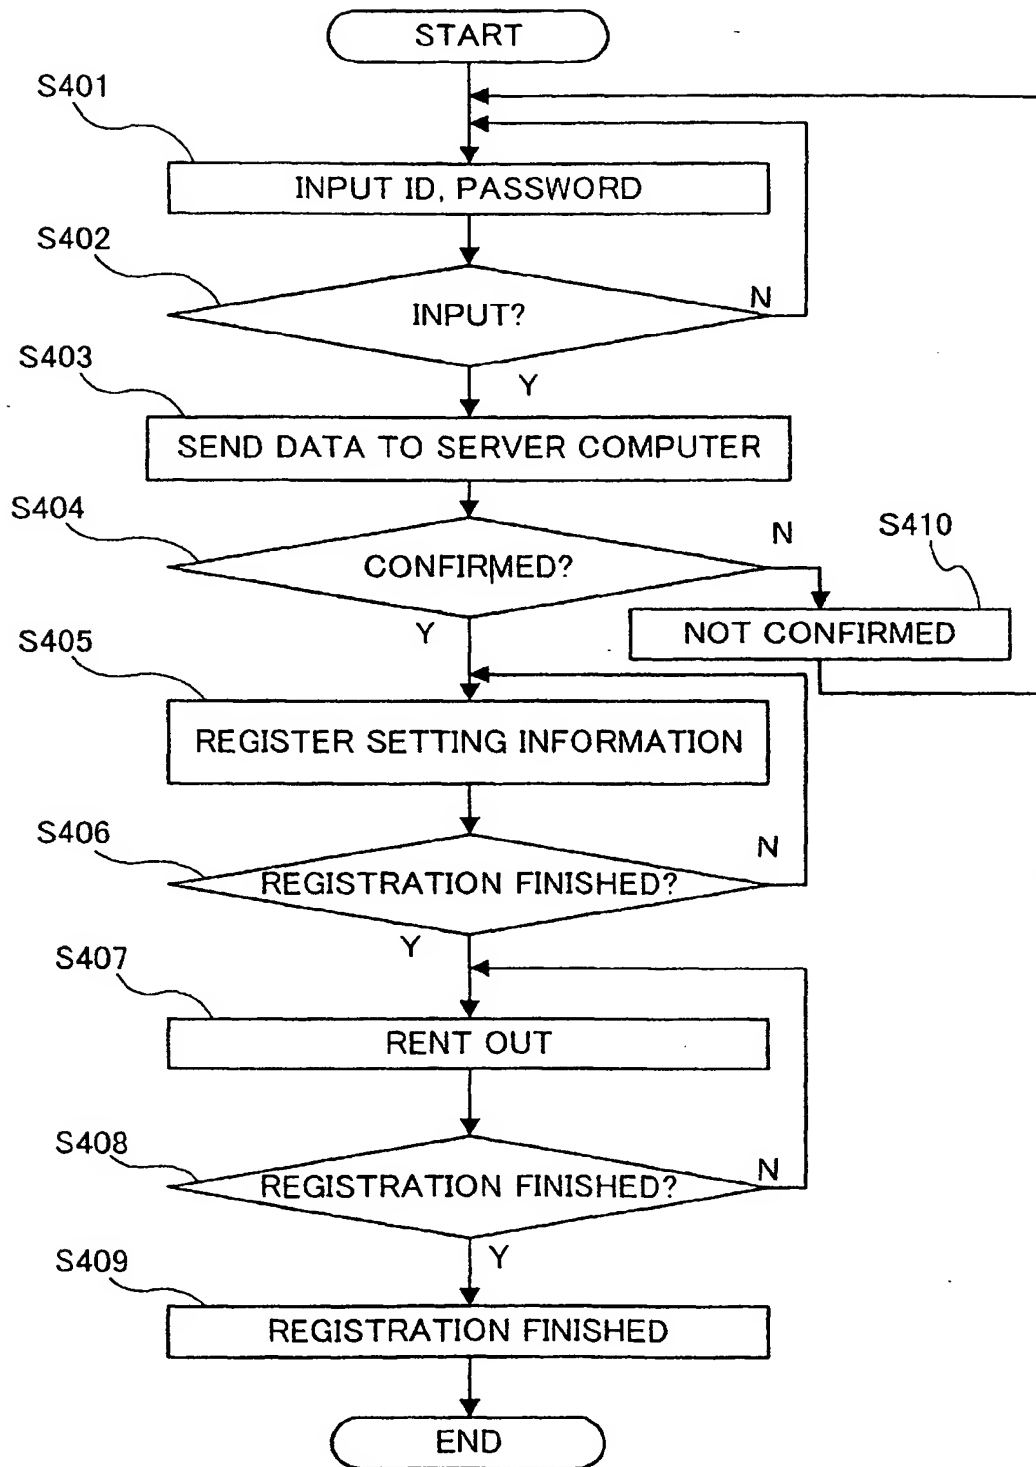 START
S401
INPUT ID, PASSWORD
S402
INPUT?
N
S403
Y
SEND DATA TO SERVER COMPUTER
S404
CONFIRMED?
N
S410
NOT CONFIRMED
Y
S405
REGISTER SETTING INFORMATION
S406
REGISTRATION FINISHED?
N
Y
S407
RENT OUT
S408
REGISTRATION FINISHED?
N
Y
S409
REGISTRATION FINISHED
END